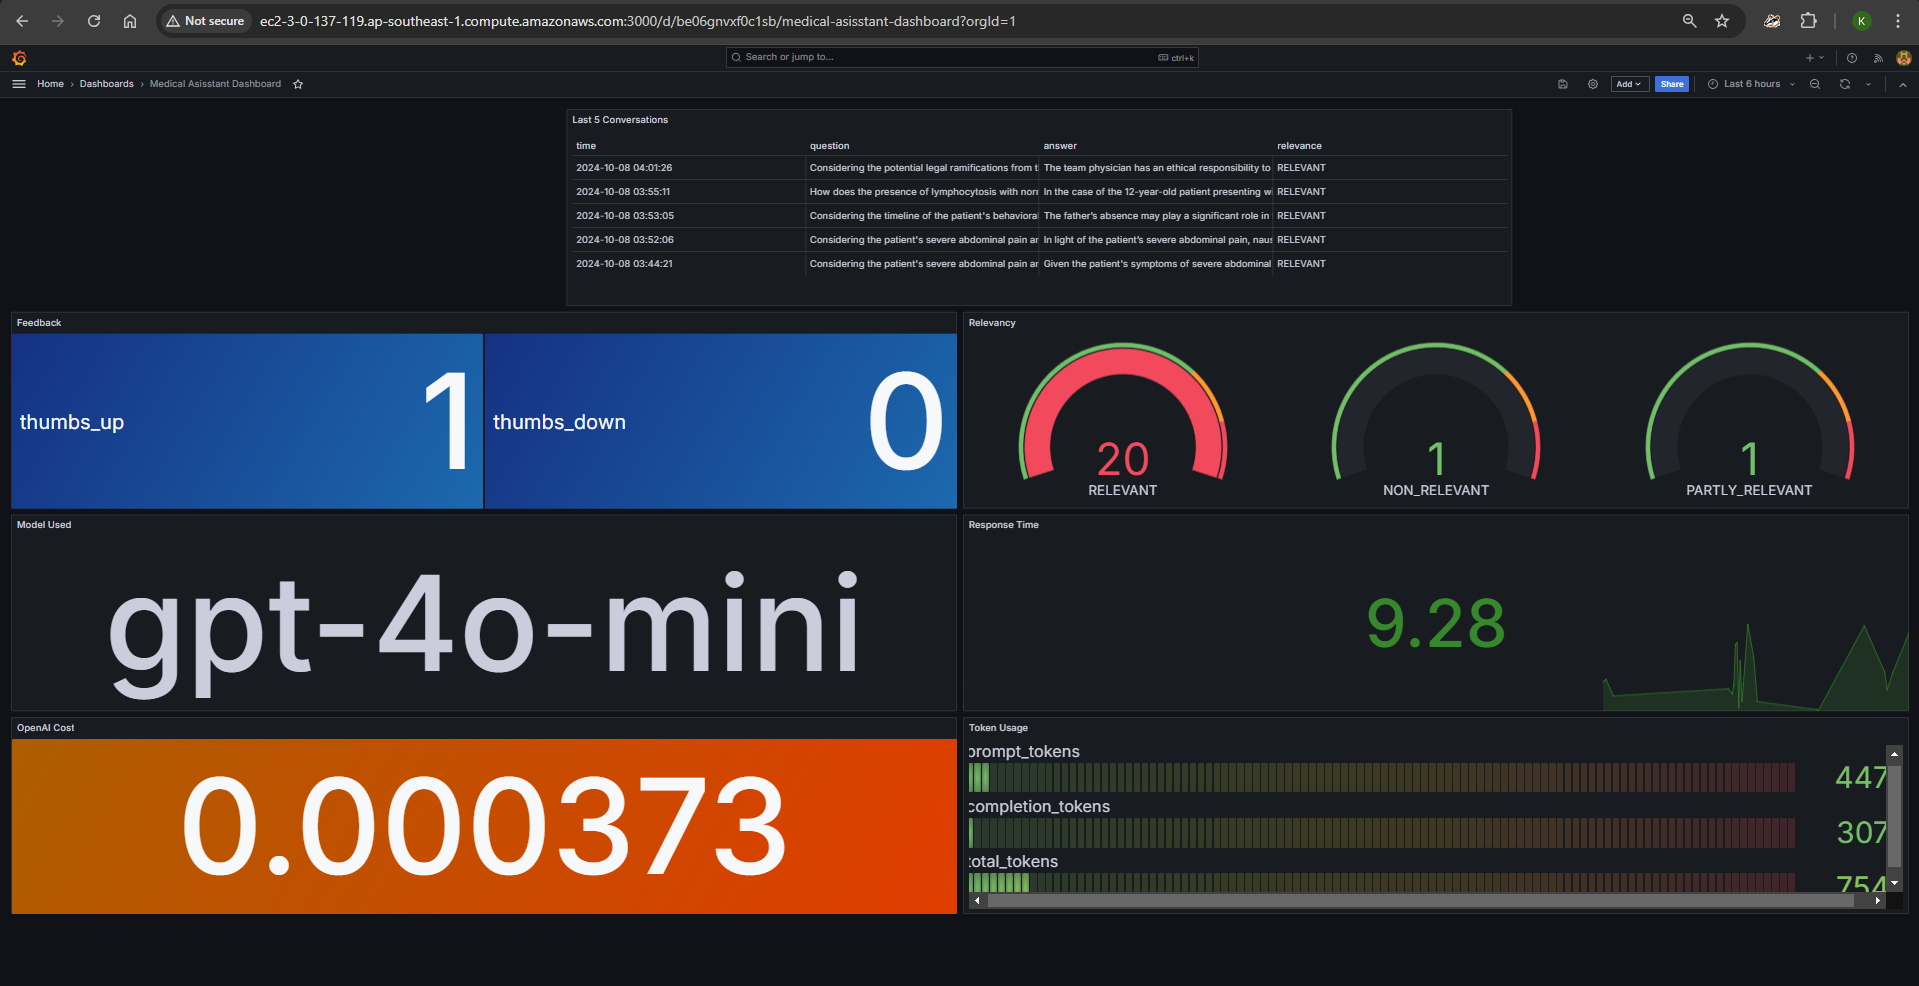 Not secure
ec2-3-0-137-119.ap-southeast-1.compute.amazonaws.com:3000/d/be06gnvxf0c1sb/medical-asisstant-dashboard?orgId=1
K
Search or jump to...
ctrl+k
Home › Dashboards › Medical Asisstant Dashboard
Add
Share
Last 6 hours
Last 5 Conversations
time question answer relevance
2024-10-08 04:01:26 Considering the potential legal ramifications from t The team physician has an ethical responsibility to RELEVANT
2024-10-08 03:55:11 How does the presence of lymphocytosis with norr In the case of the 12-year-old patient presenting w RELEVANT
2024-10-08 03:53:05 Considering the timeline of the patient's behavioral The father's absence may play a significant role in RELEVANT
2024-10-08 03:52:06 Considering the patient's severe abdominal pain ar In light of the patient's severe abdominal pain, naus RELEVANT
2024-10-08 03:44:21 Considering the patient's severe abdominal pain ar Given the patient's symptoms of severe abdominal RELEVANT
Feedback
thumbs_up 1
thumbs_down 0
Relevancy
20
RELEVANT
1
NON_RELEVANT
1
PARTLY_RELEVANT
Model Used
gpt-4o-mini
Response Time
9.28
OpenAI Cost
0.000373
Token Usage
prompt_tokens
447
completion_tokens
307
total_tokens
754